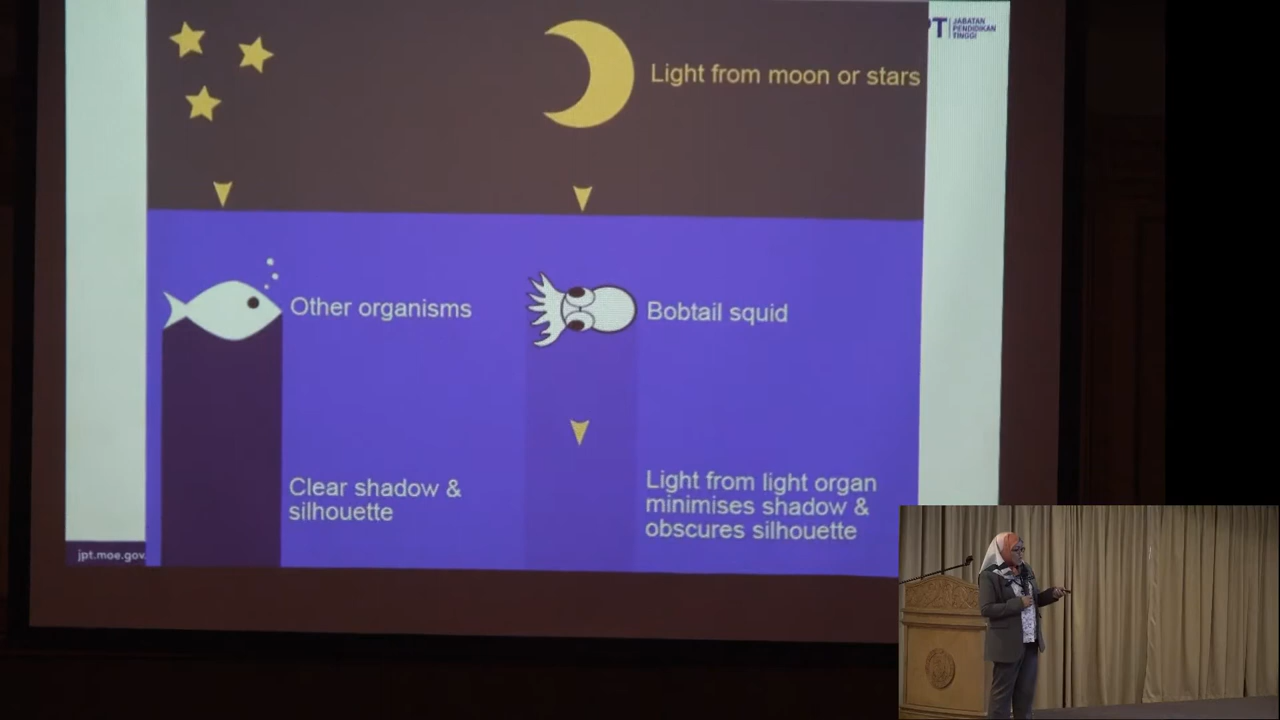 JABATAN
PENDIDIKAN
TINGGI
Light from moon or stars
Other organisms
Bobtail squid
Clear shadow &
silhouette
Light from light organ
minimises shadow &
obscures silhouette
jpt.moe.gov.